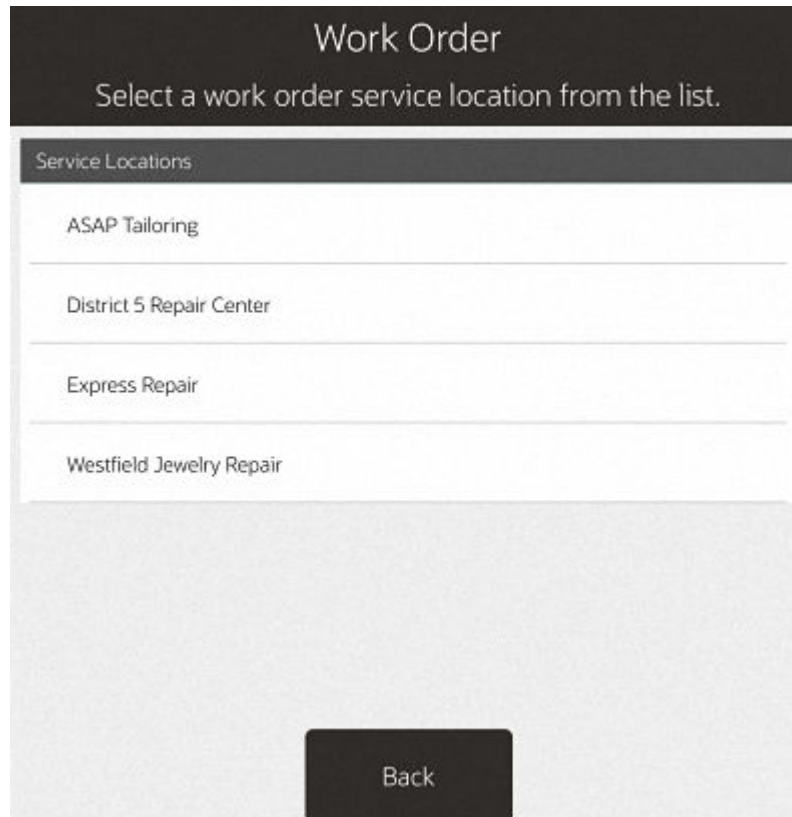 Work Order
Select a work order service location from the list.
Service Locations
ASAP Tailoring
District 5 Repair Center
Express Repair
Westfield Jewelry Repair
Back